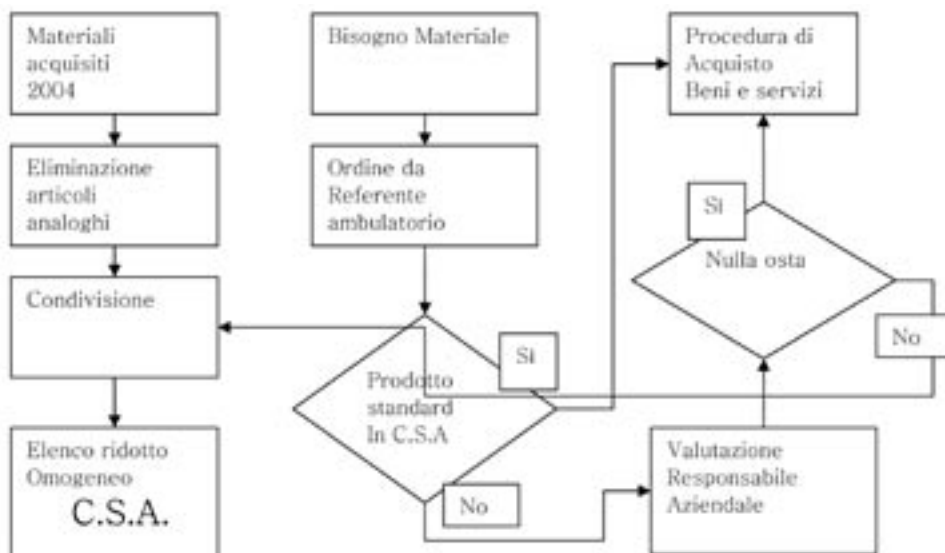 Materiali
acquisiti
2004
Eliminazione
articoli
analoghi
Condivisione
Elenco ridotto
Omogeneo
C.S.A.
Bisogno Materiale
Ordine da
Referente
ambulatorio
Si
Prodotto
standard
In C.S.A
No
Procedura di
Acquisto
Beni e servizi
Si
Nulla osta
No
Valutazione
Responsabile
Aziendale